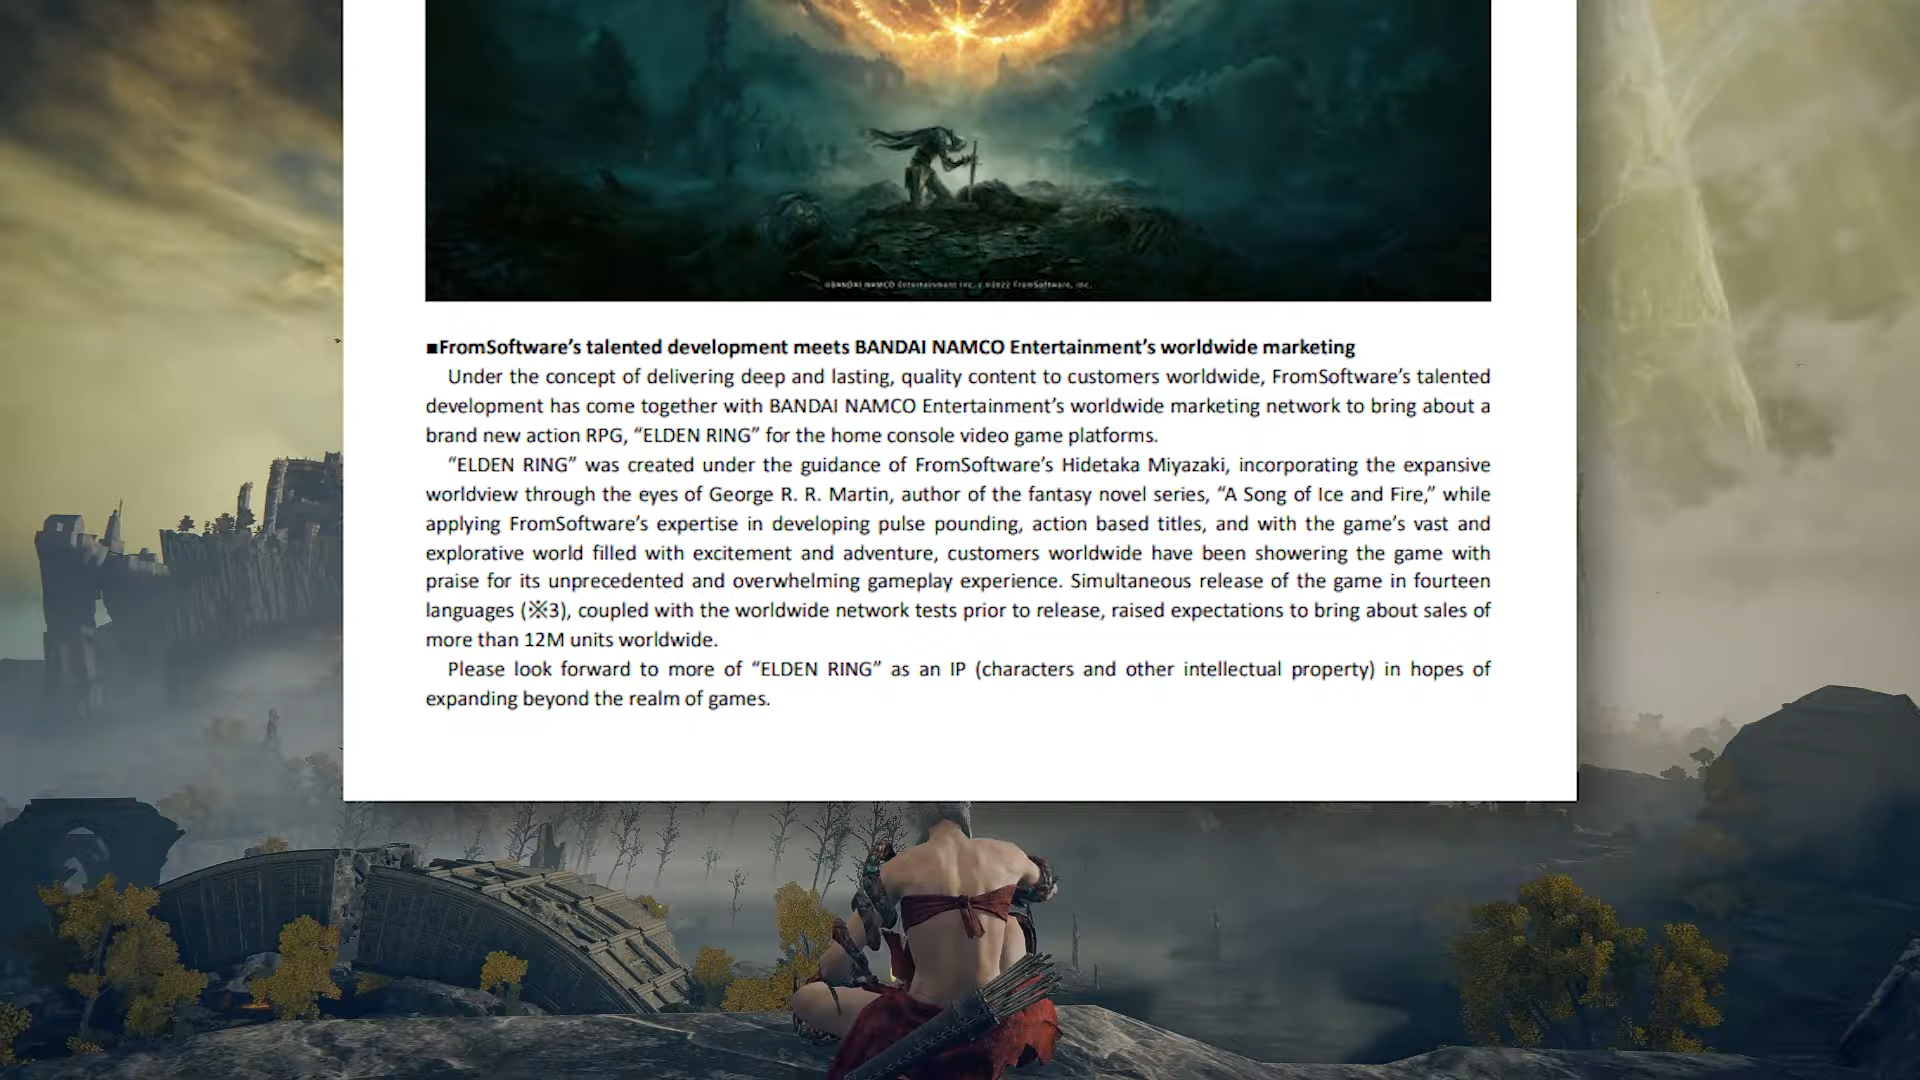 ©BANDAI NAMCO Entertainment Inc. / ©2022 FromSoftware, Inc.
■FromSoftware’s talented development meets BANDAI NAMCO Entertainment’s worldwide marketing
Under the concept of delivering deep and lasting, quality content to customers worldwide, FromSoftware’s talented
development has come together with BANDAI NAMCO Entertainment’s worldwide marketing network to bring about a
brand new action RPG, “ELDEN RING” for the home console video game platforms.
“ELDEN RING” was created under the guidance of FromSoftware’s Hidetaka Miyazaki, incorporating the expansive
worldview through the eyes of George R. R. Martin, author of the fantasy novel series, “A Song of Ice and Fire,” while
applying FromSoftware’s expertise in developing pulse pounding, action based titles, and with the game’s vast and
explorative world filled with excitement and adventure, customers worldwide have been showering the game with
praise for its unprecedented and overwhelming gameplay experience. Simultaneous release of the game in fourteen
languages (※3), coupled with the worldwide network tests prior to release, raised expectations to bring about sales of
more than 12M units worldwide.
Please look forward to more of “ELDEN RING” as an IP (characters and other intellectual property) in hopes of
expanding beyond the realm of games.